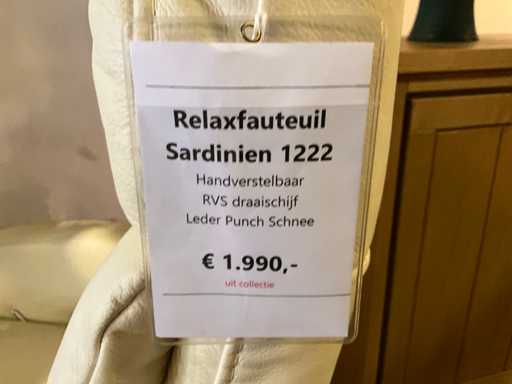 Relaxfauteuil
Sardinien 1222
Handverstelbaar
RVS draaischijf
Leder Punch Schnee
€ 1.990,-
uit collectie